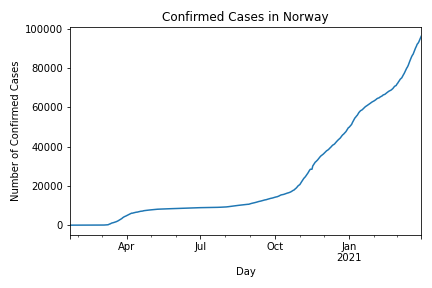 Confirmed Cases in Norway
Number of Confirmed Cases
100000
80000
60000
40000
20000
0
Apr
Jul
Oct
Jan
2021
Day